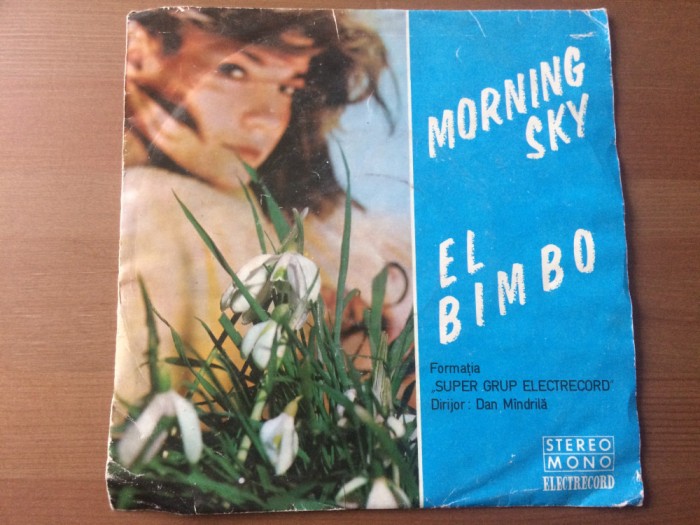 MORNING
SKY
EL
BIMBO
Formația
„SUPER GRUP ELECTRECORD"
Dirijor : Dan Mîndrilă
STEREO
MONO
ELECTRECORD